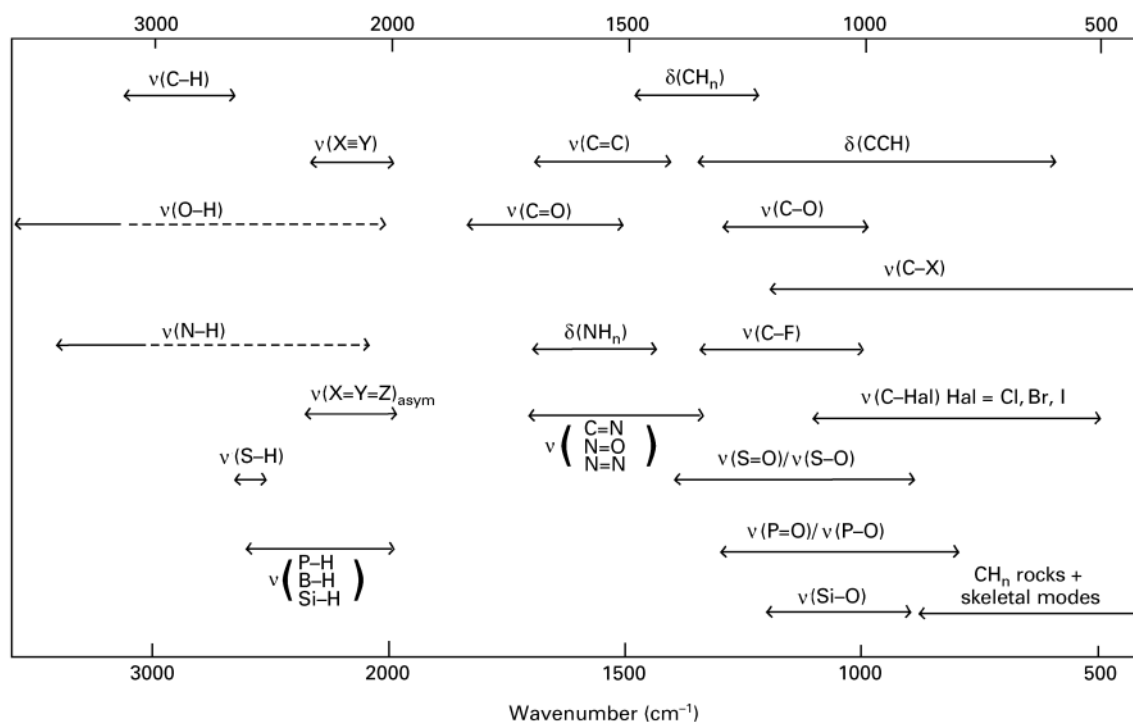 3000 2000 1500 1000 500
ν(C–H) δ(CHₙ)
ν(X≡Y) ν(C=C) δ(CCH)
ν(O–H) ν(C=O) ν(C–O)
ν(C–X)
ν(N–H) δ(NHₙ) ν(C–F)
ν(X=Y=Z)asym ν(C–Hal) Hal = Cl, Br, I
ν(
C=N
N=O
N=N
)
ν(S–H) ν(S=O)/ν(S–O)
ν(P=O)/ν(P–O)
ν(
P–H
B–H
Si–H
)
ν(Si–O)
CHₙ rocks +
skeletal modes
3000 2000 1500 1000 500
Wavenumber (cm⁻¹)